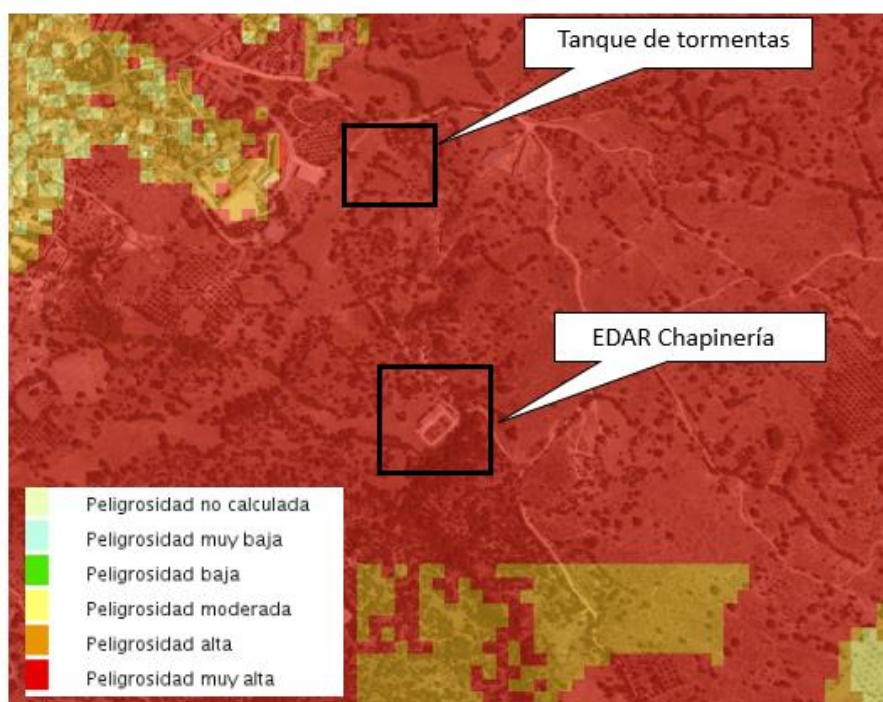 Tanque de tormentas
EDAR Chapinería
Peligrosidad no calculada
Peligrosidad muy baja
Peligrosidad baja
Peligrosidad moderada
Peligrosidad alta
Peligrosidad muy alta